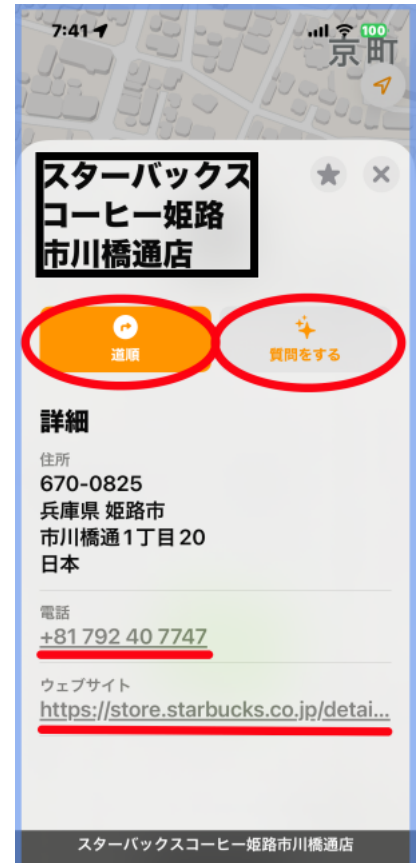 7:41
100
京町
スターバックス
コーヒー姫路
市川橋通店
道順
質問をする
詳細
住所
670-0825
兵庫県 姫路市
市川橋通1丁目20
日本
電話
+81 792 40 7747
ウェブサイト
https://store.starbucks.co.jp/detai...
スターバックスコーヒー姫路市川橋通店